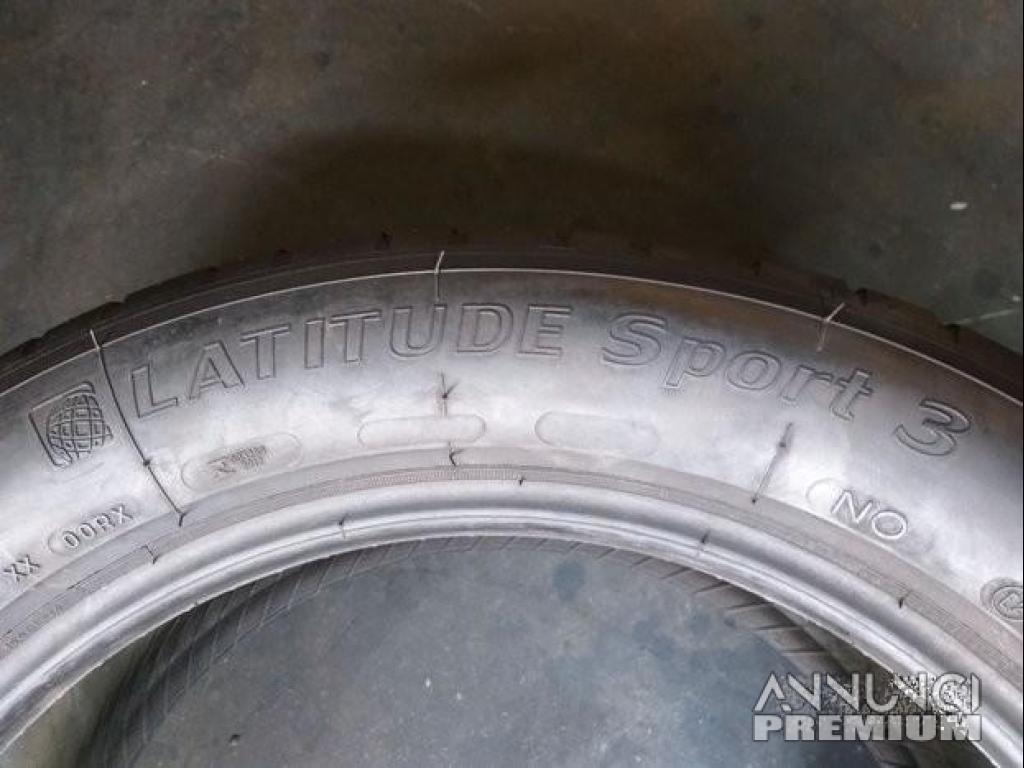 LATITUDE Sport 3
XX 00RX
NO
ANNUNCI
PREMIUM